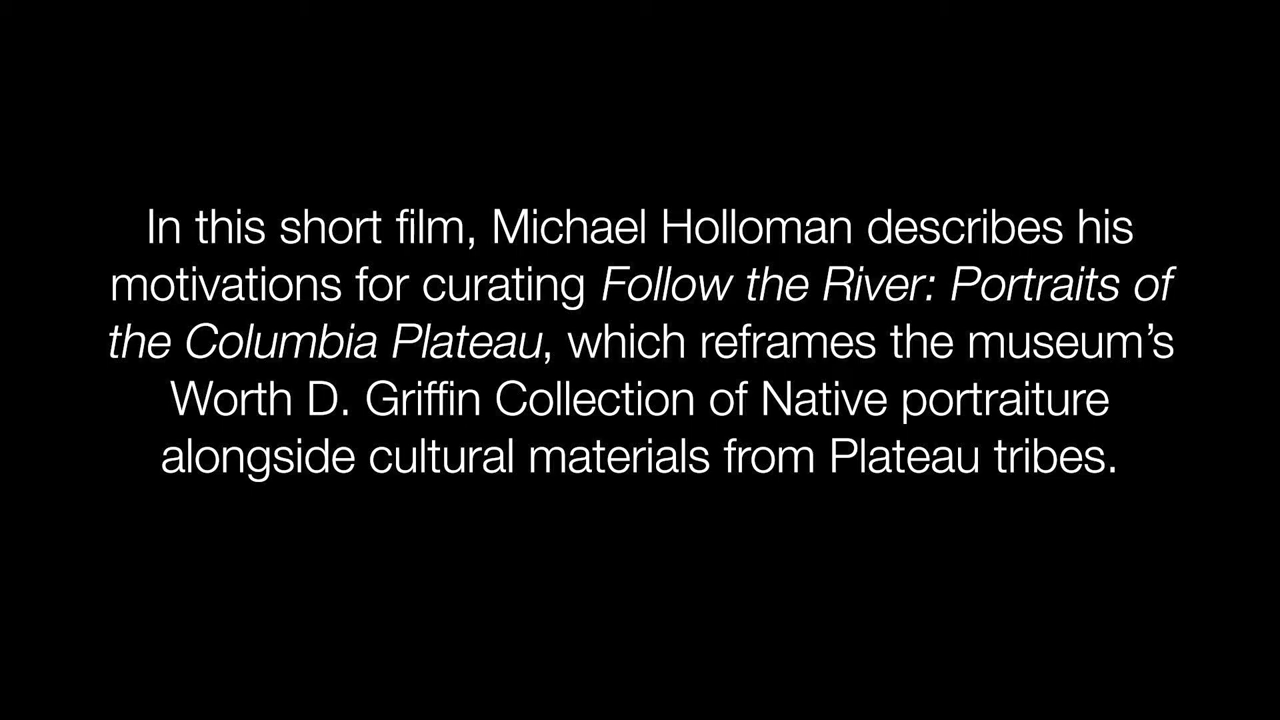 In this short film, Michael Holloman describes his
motivations for curating Follow the River: Portraits of
the Columbia Plateau, which reframes the museum’s
Worth D. Griffin Collection of Native portraiture
alongside cultural materials from Plateau tribes.